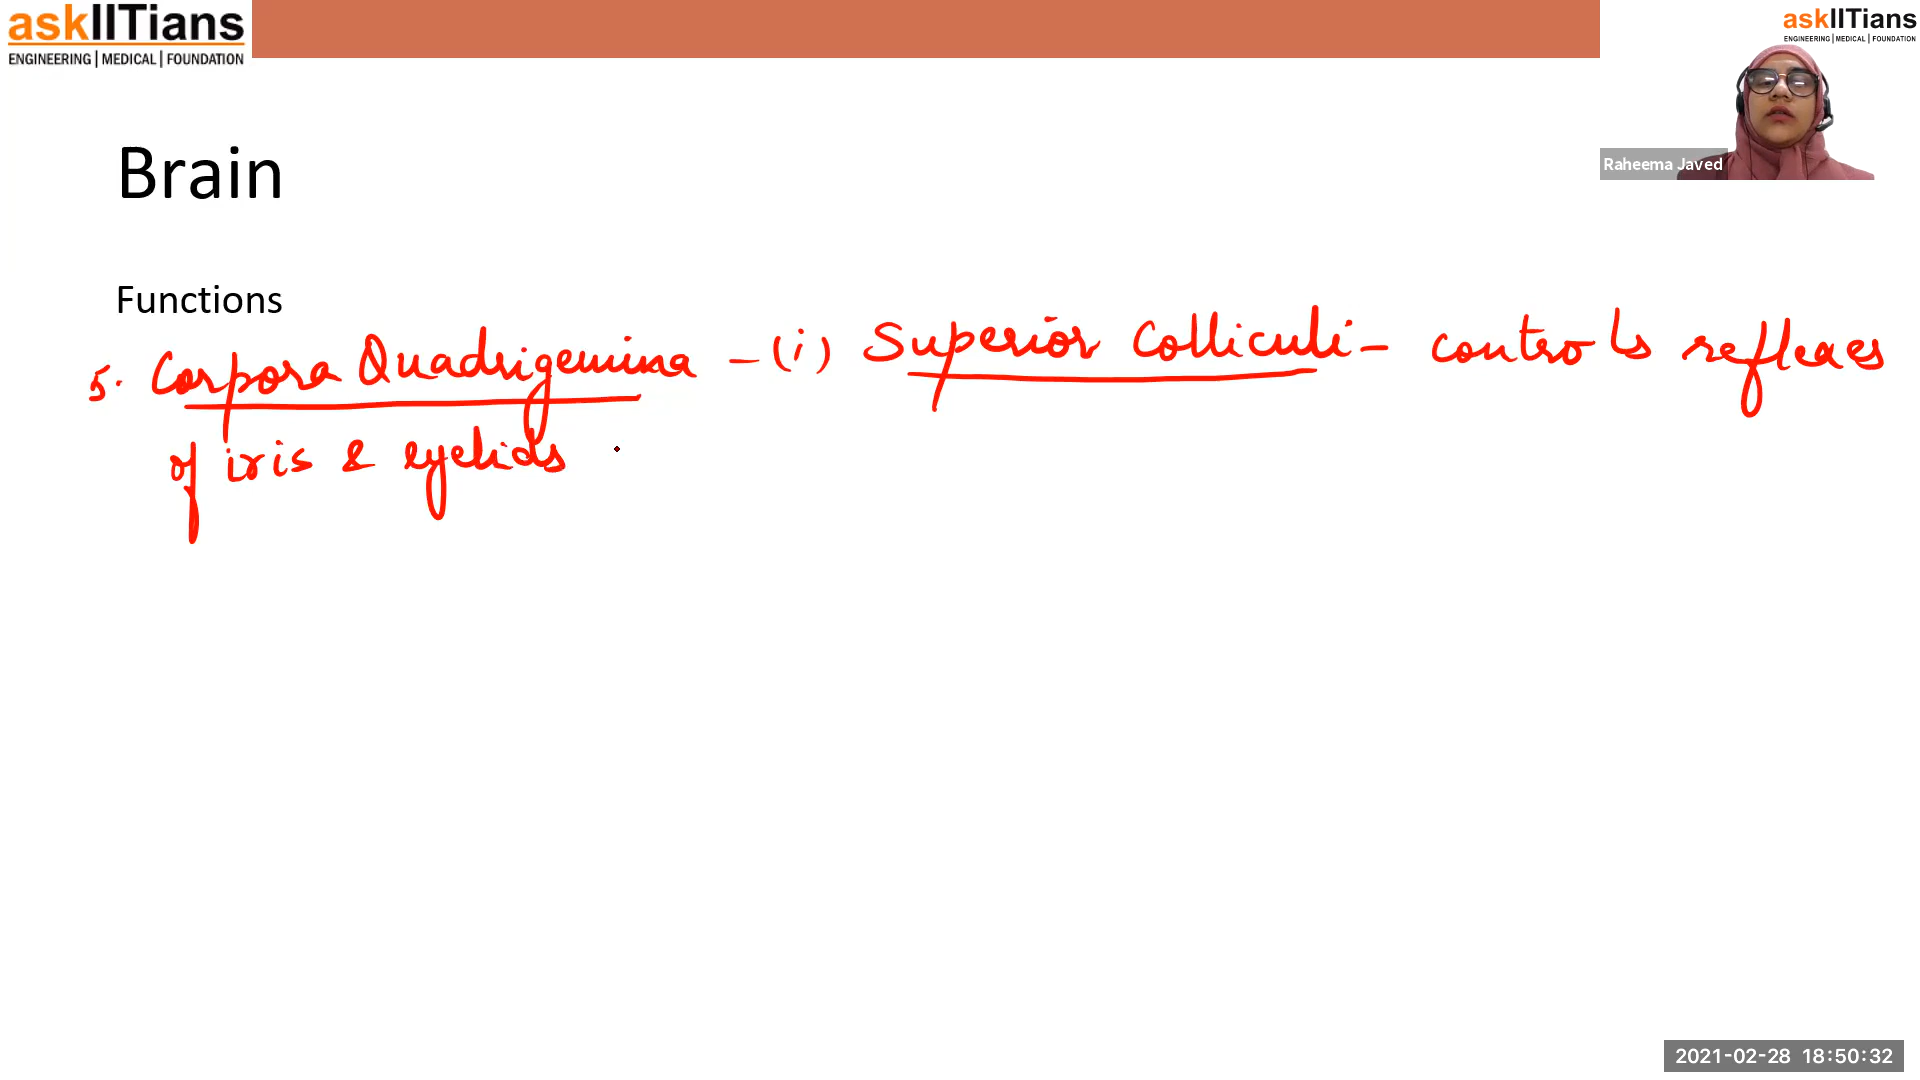 askIITians
ENGINEERING | MEDICAL | FOUNDATION
askIITians
ENGINEERING | MEDICAL | FOUNDATION
Raheema Javed
Brain
Functions
5. Corpora Quadrigemina - (i) Superior Colliculi - controls reflexes
of iris & eyelids
2021-02-28 18:50:32